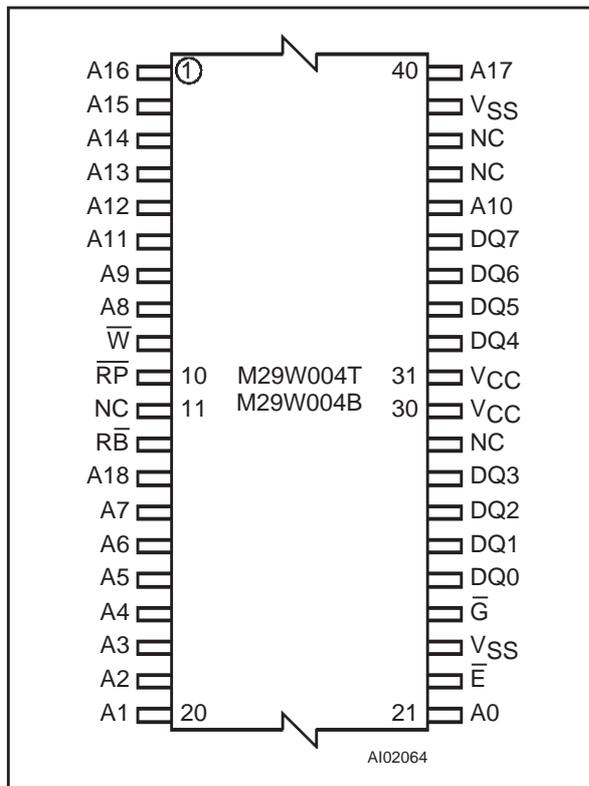 A16 1 40 A17
A15 VSS
A14 NC
A13 NC
A12 A10
A11 DQ7
A9 DQ6
A8 DQ5
W̅ DQ4
R̅P̅ 10 M29W004T 31 VCC
NC 11 M29W004B 30 VCC
RB̅ NC
A18 DQ3
A7 DQ2
A6 DQ1
A5 DQ0
A4 G̅
A3 VSS
A2 E̅
A1 20 21 A0
AI02064